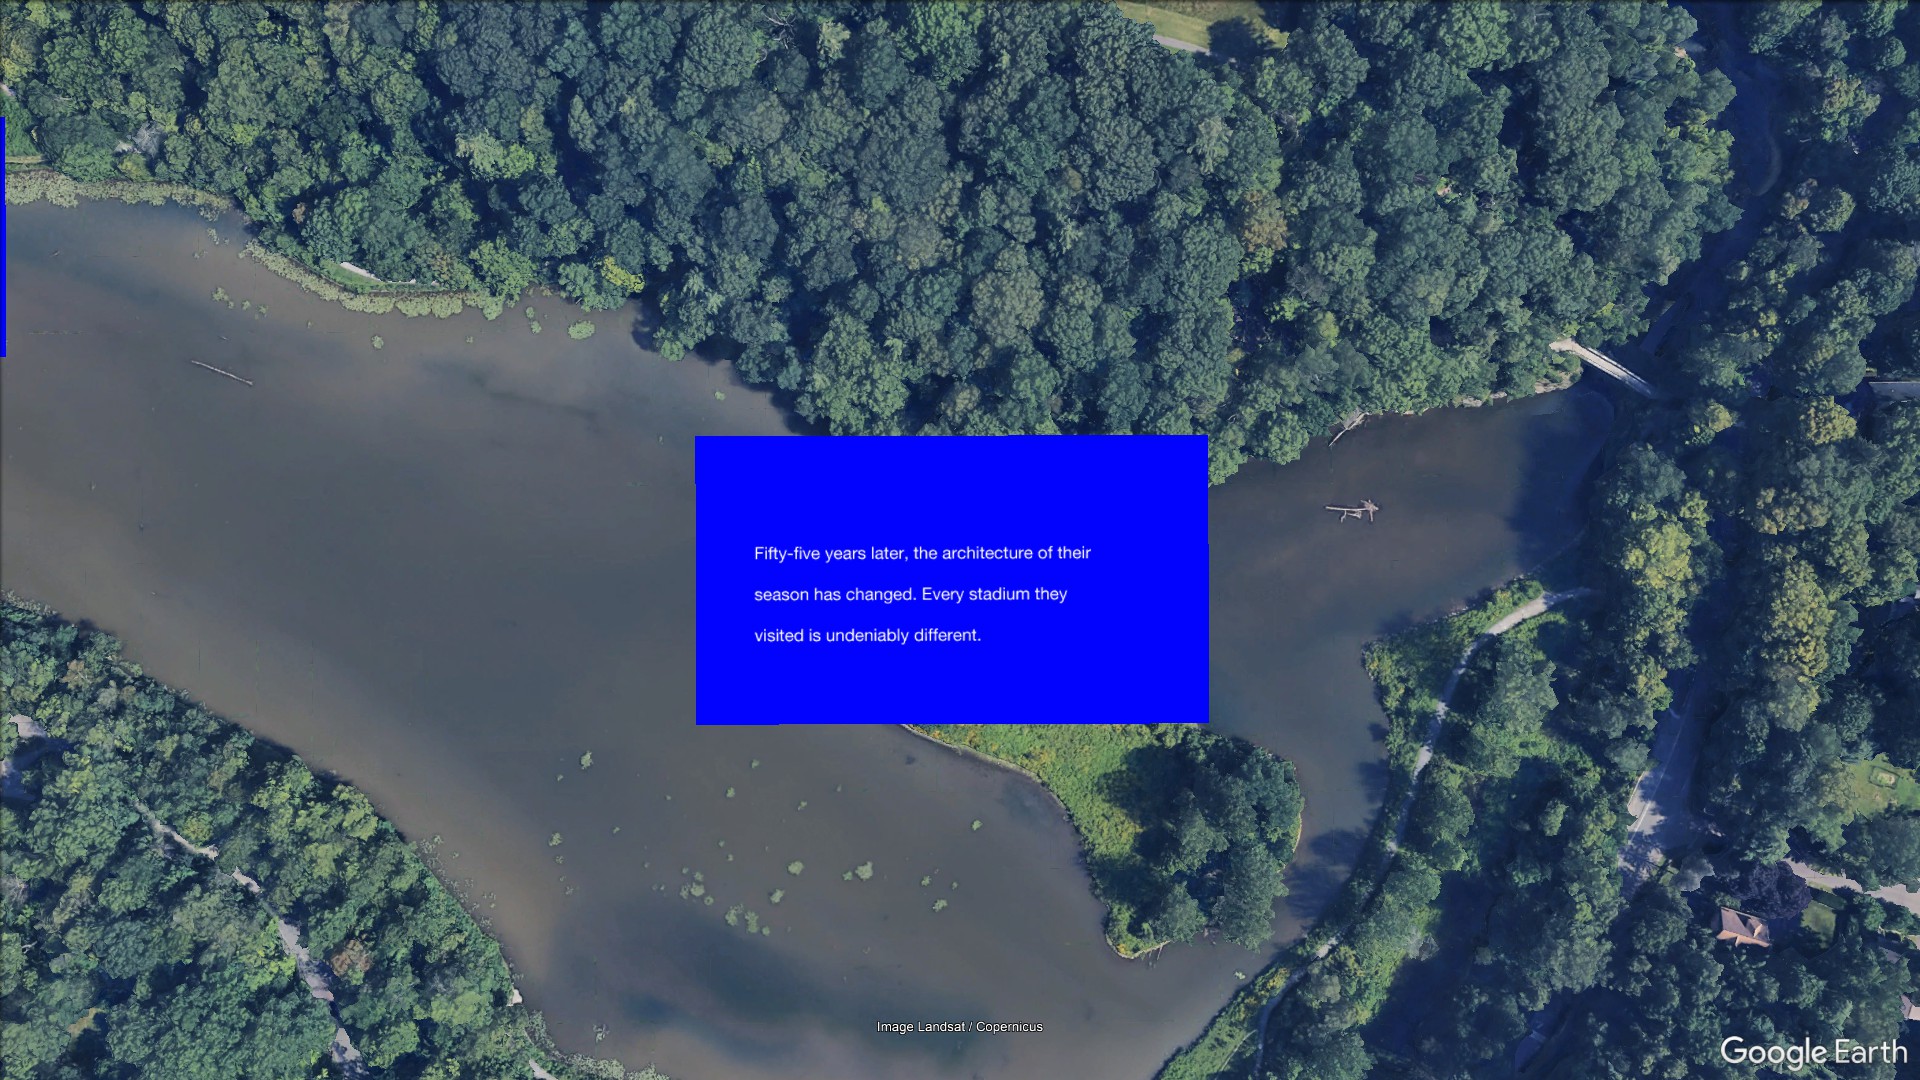 Fifty-five years later, the architecture of their
season has changed. Every stadium they
visited is undeniably different.
Image Landsat / Copernicus
Google Earth